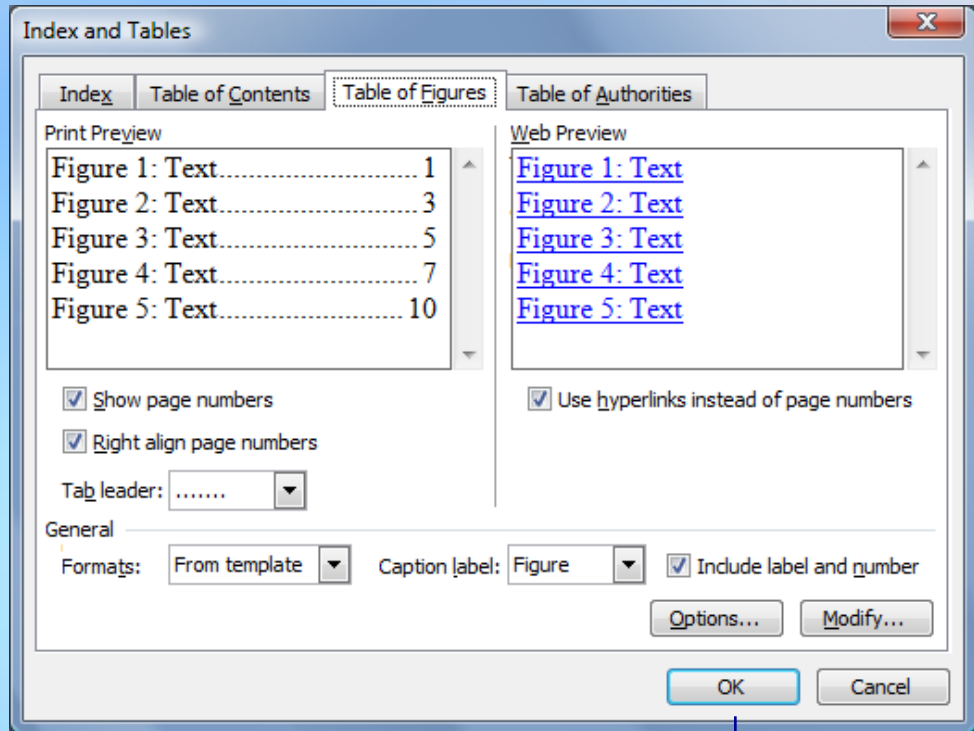 Index and Tables
Index
Table of Contents
Table of Figures
Table of Authorities
Print Preview
Figure 1: Text............................. 1
Figure 2: Text............................. 3
Figure 3: Text............................. 5
Figure 4: Text............................. 7
Figure 5: Text........................... 10
Show page numbers
Right align page numbers
Tab leader: .......
Web Preview
Figure 1: Text
Figure 2: Text
Figure 3: Text
Figure 4: Text
Figure 5: Text
Use hyperlinks instead of page numbers
General
Formats: From template Caption label: Figure Include label and number
Options... Modify...
OK Cancel